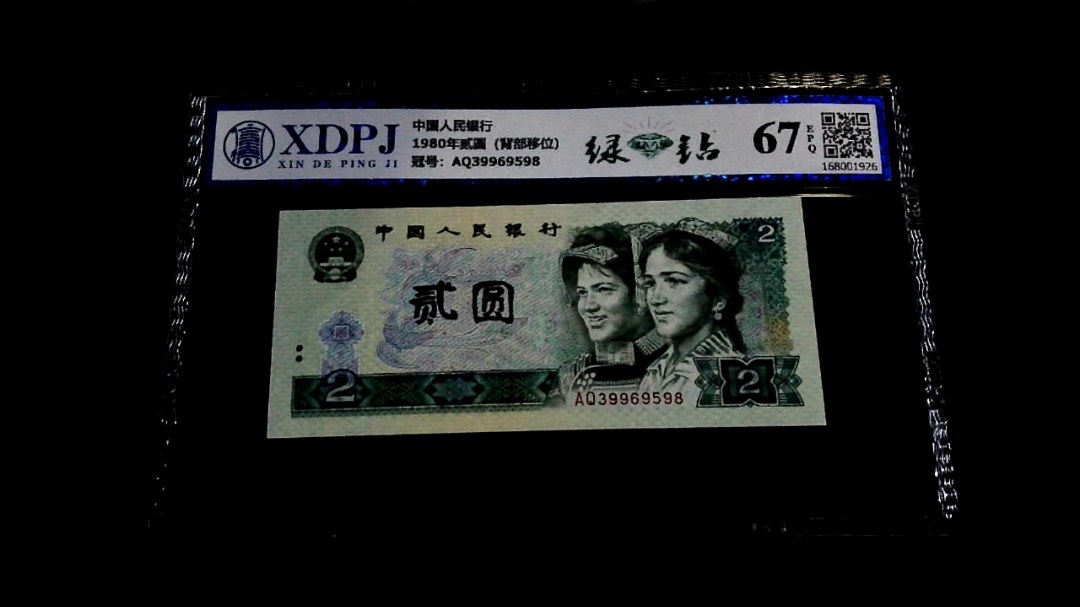 XDPJ
XIN DE PING JI
中国人民银行
1980年贰圆（背部移位）
冠号：AQ39969598
绿 钻
67
EPQ
168001926
中国人民银行
2
贰圆
2
AQ39969598
2